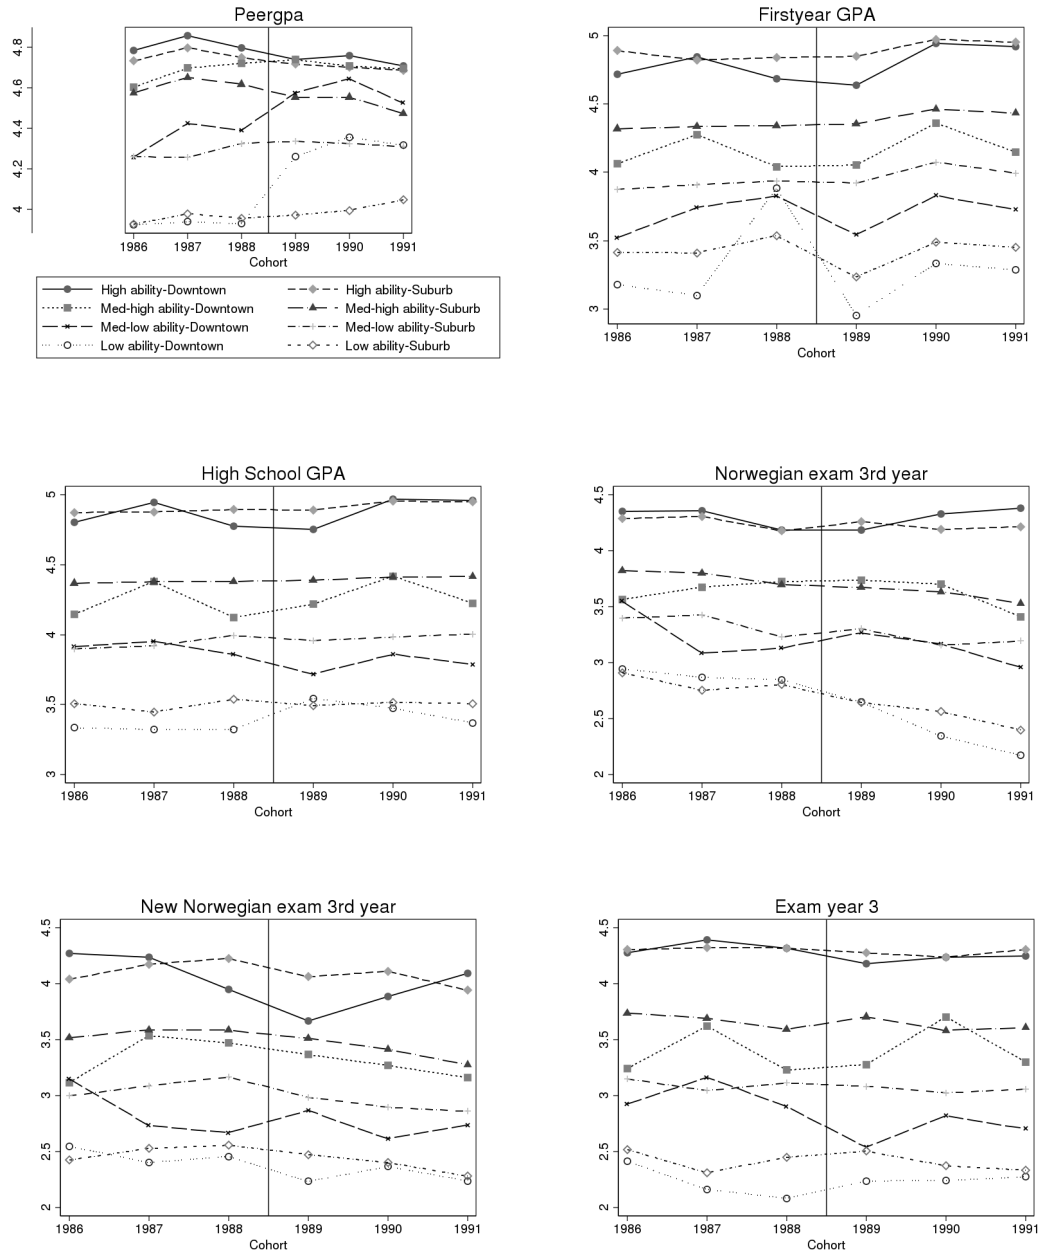 Peergpa
4.8
4.6
4.4
4.2
4
1986 1987 1988 1989 1990 1991
Cohort
High ability-Downtown High ability-Suburb
Med-high ability-Downtown Med-high ability-Suburb
Med-low ability-Downtown Med-low ability-Suburb
Low ability-Downtown Low ability-Suburb
Firstyear GPA
5
4.5
4
3.5
3
1986 1987 1988 1989 1990 1991
Cohort
High School GPA
5
4.5
4
3.5
3
1986 1987 1988 1989 1990 1991
Cohort
Norwegian exam 3rd year
4.5
4
3.5
3
2.5
2
1986 1987 1988 1989 1990 1991
Cohort
New Norwegian exam 3rd year
4.5
4
3.5
3
2.5
2
1986 1987 1988 1989 1990 1991
Cohort
Exam year 3
4.5
4
3.5
3
2.5
2
1986 1987 1988 1989 1990 1991
Cohort